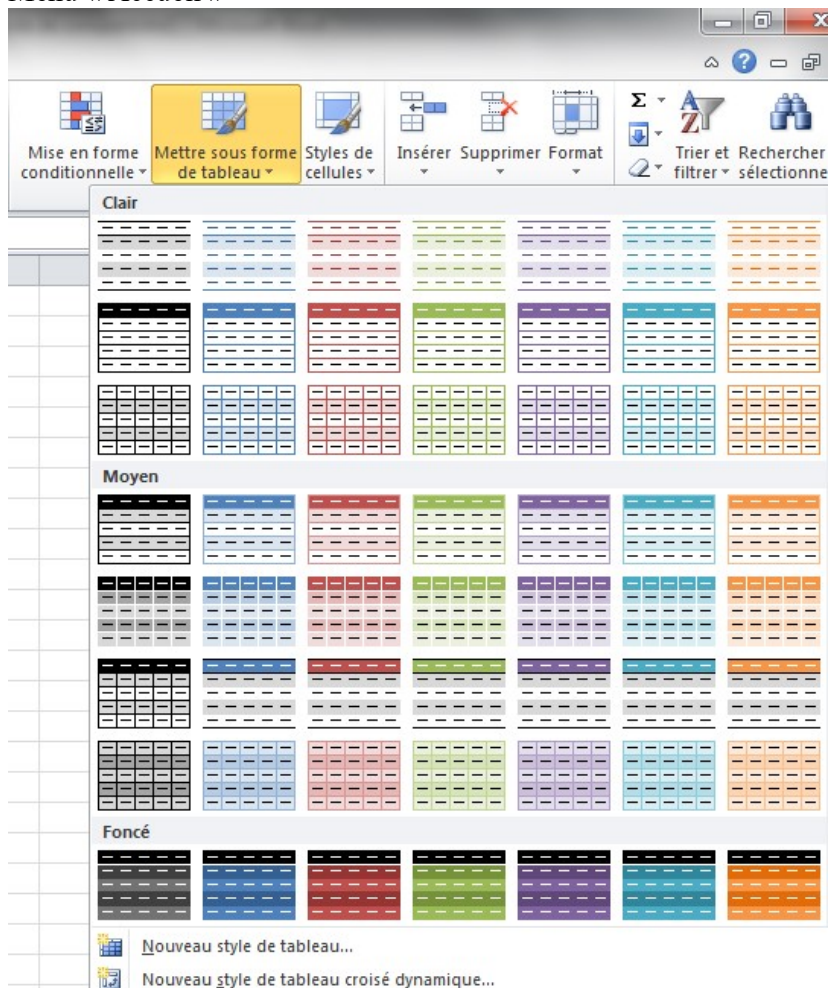 Mise en forme conditionnelle
Mettre sous forme de tableau
Styles de cellules
Insérer
Supprimer
Format
Σ
Trier et filtrer
Rechercher
sélectionne
Clair
Moyen
Foncé
Nouveau style de tableau...
Nouveau style de tableau croisé dynamique...